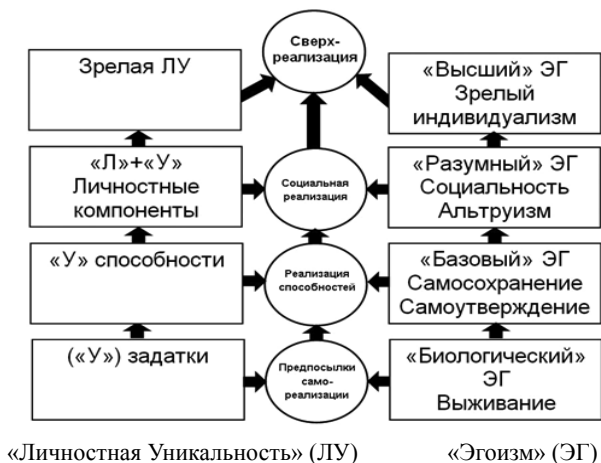 Сверх-
реализация
Зрелая ЛУ
«Высший» ЭГ
Зрелый
индивидуализм
«Л»+«У»
Личностные
компоненты
Социальная
реализация
«Разумный» ЭГ
Социальность
Альтруизм
«У» способности
Реализация
способностей
«Базовый» ЭГ
Самосохранение
Самоутверждение
(«У») задатки
Предпосылки
само-
реализации
«Биологический»
ЭГ
Выживание
«Личностная Уникальность» (ЛУ)
«Эгоизм» (ЭГ)